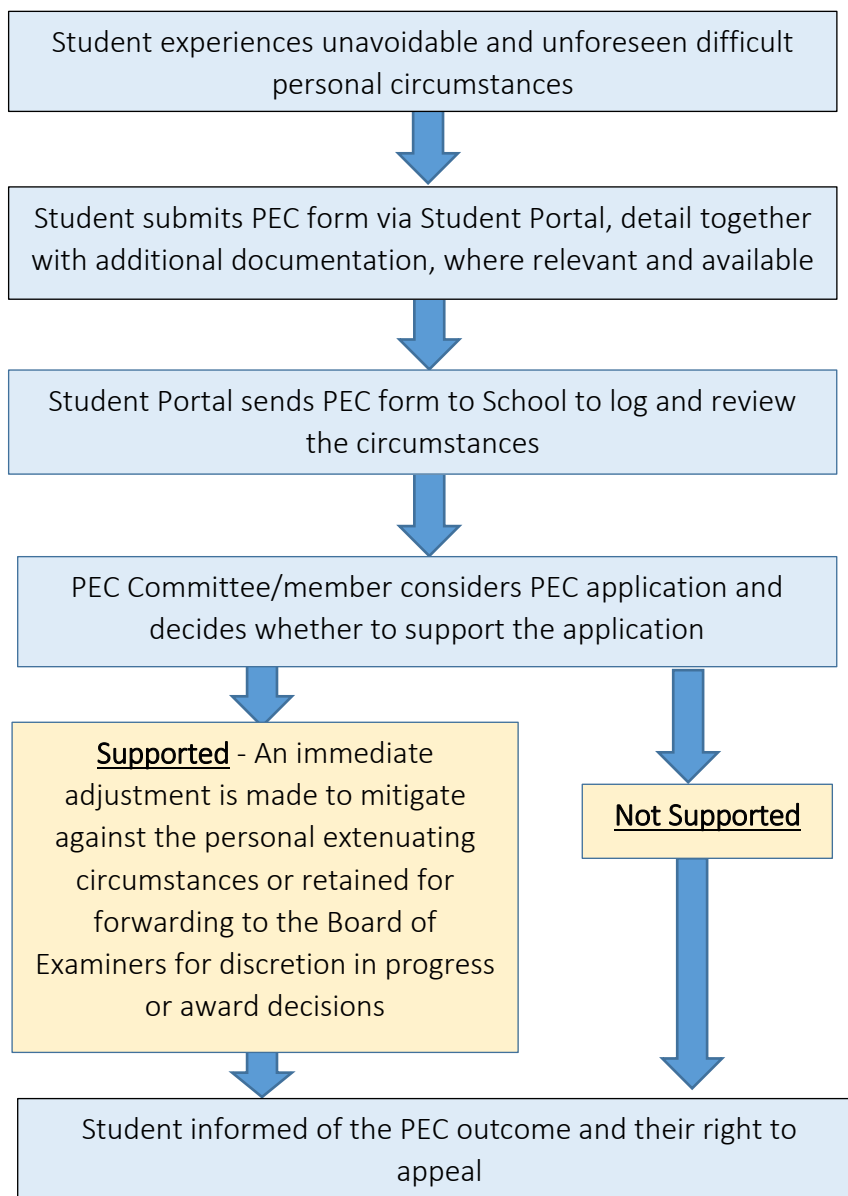 Student experiences unavoidable and unforeseen difficult
personal circumstances
Student submits PEC form via Student Portal, detail together
with additional documentation, where relevant and available
Student Portal sends PEC form to School to log and review
the circumstances
PEC Committee/member considers PEC application and
decides whether to support the application
Supported - An immediate
adjustment is made to mitigate
against the personal extenuating
circumstances or retained for
forwarding to the Board of
Examiners for discretion in progress
or award decisions
Not Supported
Student informed of the PEC outcome and their right to
appeal